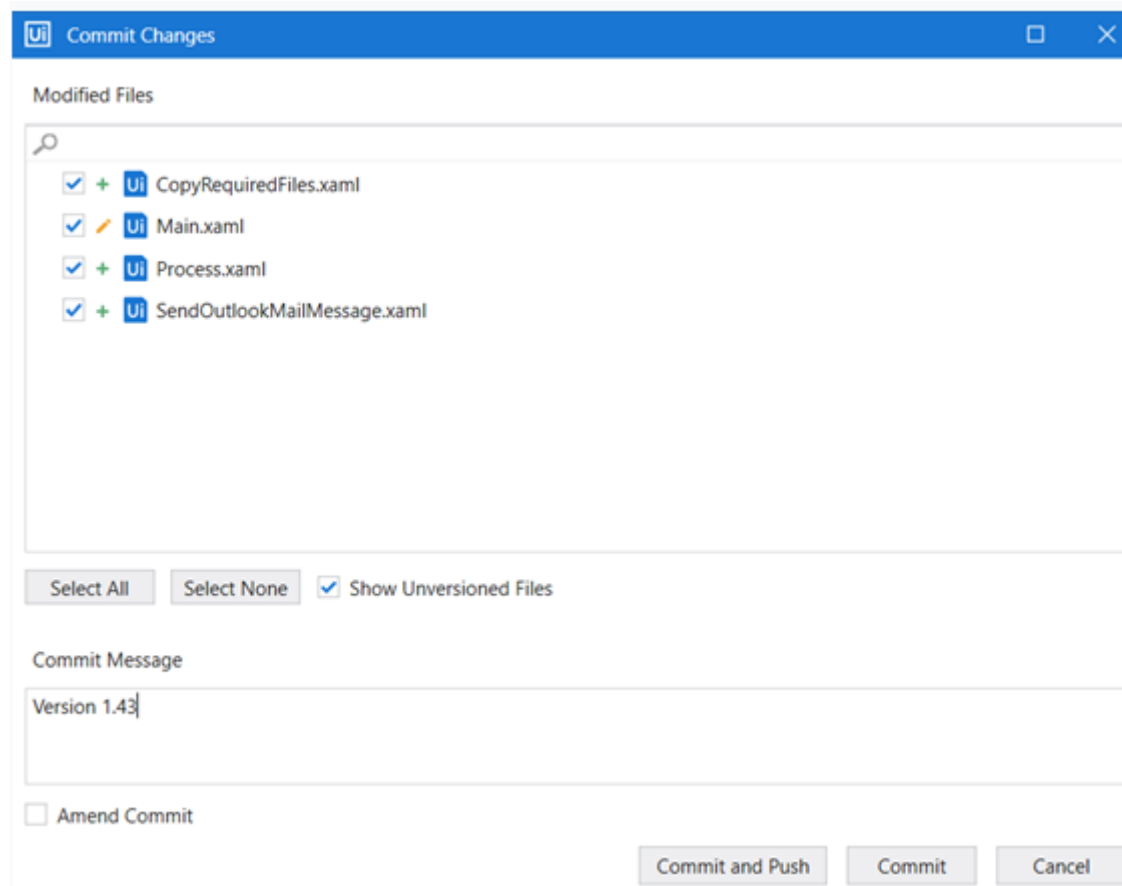 Ui Commit Changes
Modified Files
Ui CopyRequiredFiles.xaml
Ui Main.xaml
Ui Process.xaml
Ui SendOutlookMailMessage.xaml
Select All Select None Show Unversioned Files
Commit Message
Version 1.43
Amend Commit
Commit and Push Commit Cancel